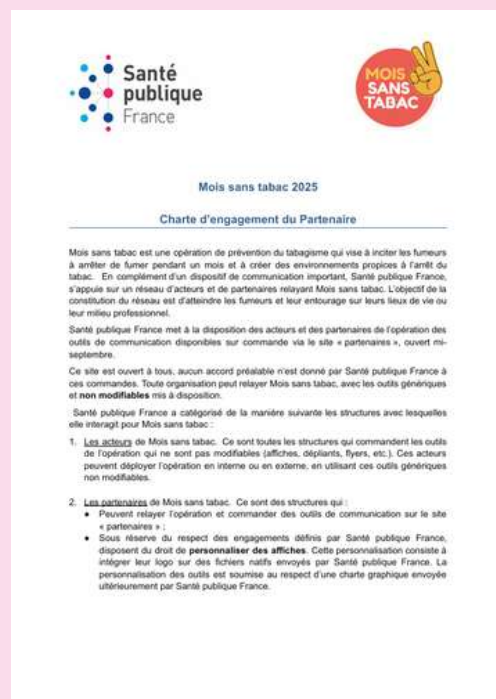 Santé
publique
France
MOIS
SANS
TABAC
Mois sans tabac 2025
Charte d'engagement du Partenaire
Mois sans tabac est une opération de prévention du tabagisme qui vise à inciter les fumeurs
à arrêter de fumer pendant un mois et à créer des environnements propices à l'arrêt du
tabac. En complément d'un dispositif de communication important, Santé publique France,
s'appuie sur un réseau d'acteurs et de partenaires relayant Mois sans tabac. L'objectif de la
constitution du réseau est d'atteindre les fumeurs et leur entourage sur leurs lieux de vie ou
leur milieu professionnel.
Santé publique France met à la disposition des acteurs et des partenaires de l'opération des
outils de communication disponibles sur commande via le site « partenaires », ouvert mi-
septembre.
Ce site est ouvert à tous, aucun accord préalable n'est donné par Santé publique France à
ces commandes. Toute organisation peut relayer Mois sans tabac, avec les outils génériques
et non modifiables mis à disposition.
Santé publique France a catégorisé de la manière suivante les structures avec lesquelles
elle interagit pour Mois sans tabac :
1. Les acteurs de Mois sans tabac. Ce sont toutes les structures qui commandent les outils
de l'opération qui ne sont pas modifiables (affiches, dépliants, flyers, etc.). Ces acteurs
peuvent déployer l'opération en interne ou en externe, en utilisant ces outils génériques
non modifiables.
2. Les partenaires de Mois sans tabac. Ce sont des structures qui :
● Peuvent relayer l'opération et commander des outils de communication sur le site
« partenaires » ;
● Sous réserve du respect des engagements définis par Santé publique France,
disposent du droit de personnaliser des affiches. Cette personnalisation consiste à
intégrer leur logo sur des fichiers natifs envoyés par Santé publique France. La
personnalisation des outils est soumise au respect d'une charte graphique envoyée
ultérieurement par Santé publique France.